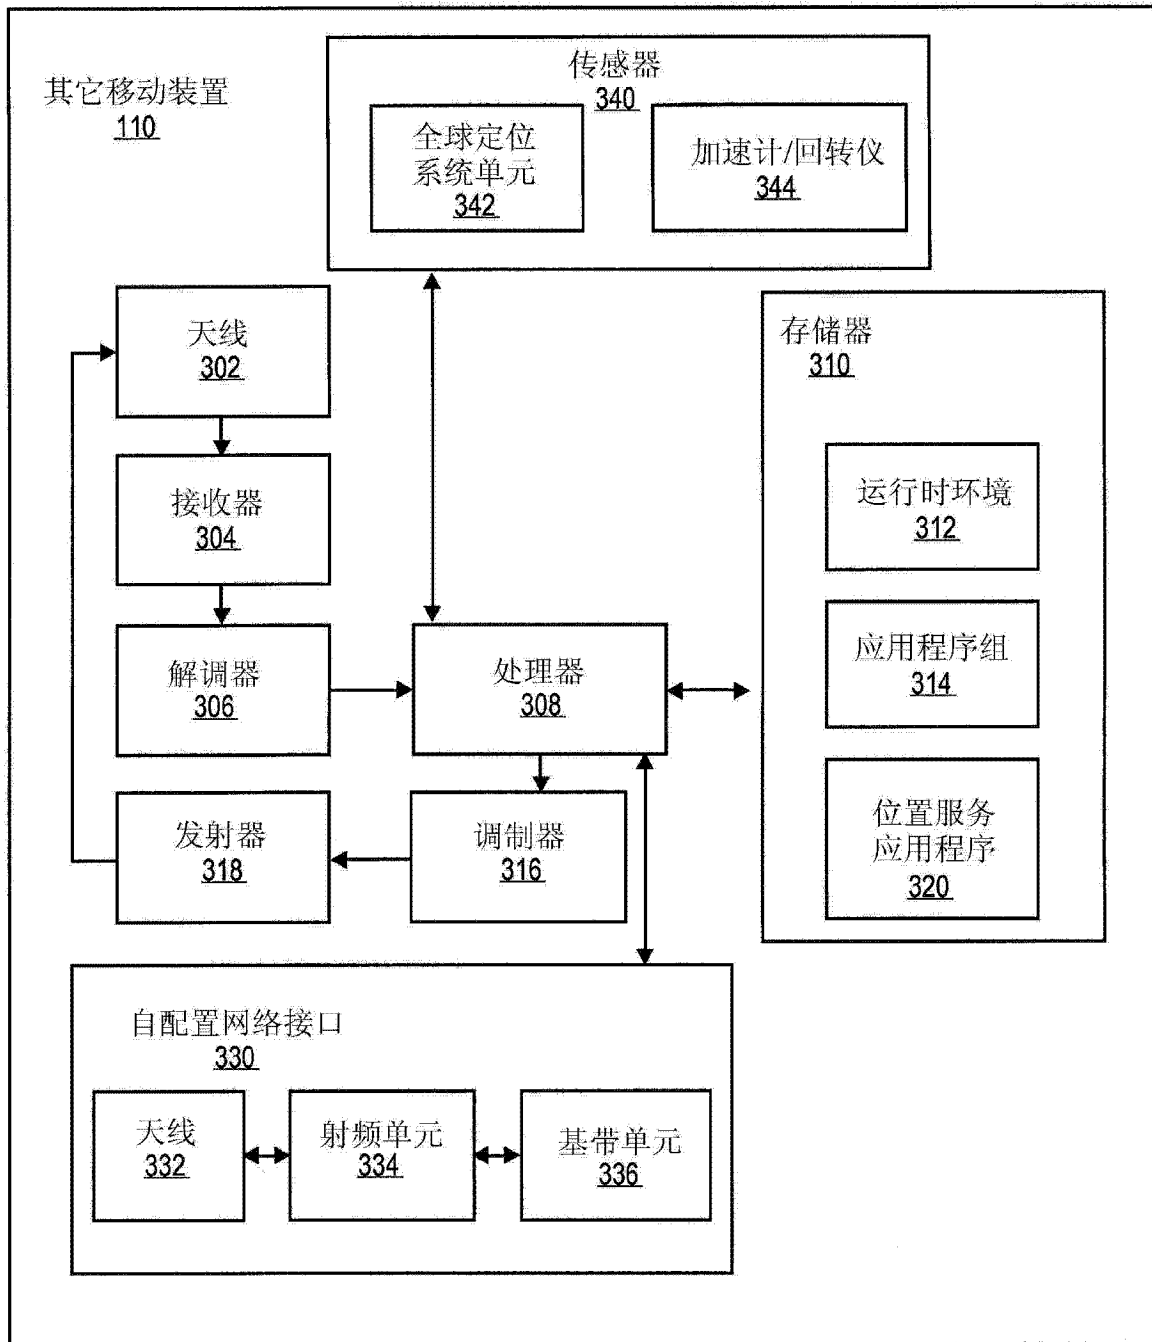 其它移动装置
110
传感器
340
全球定位
系统单元
342
加速计/回转仪
344
天线
302
接收器
304
解调器
306
处理器
308
发射器
318
调制器
316
存储器
310
运行时环境
312
应用程序组
314
位置服务
应用程序
320
自配置网络接口
330
天线
332
射频单元
334
基带单元
336